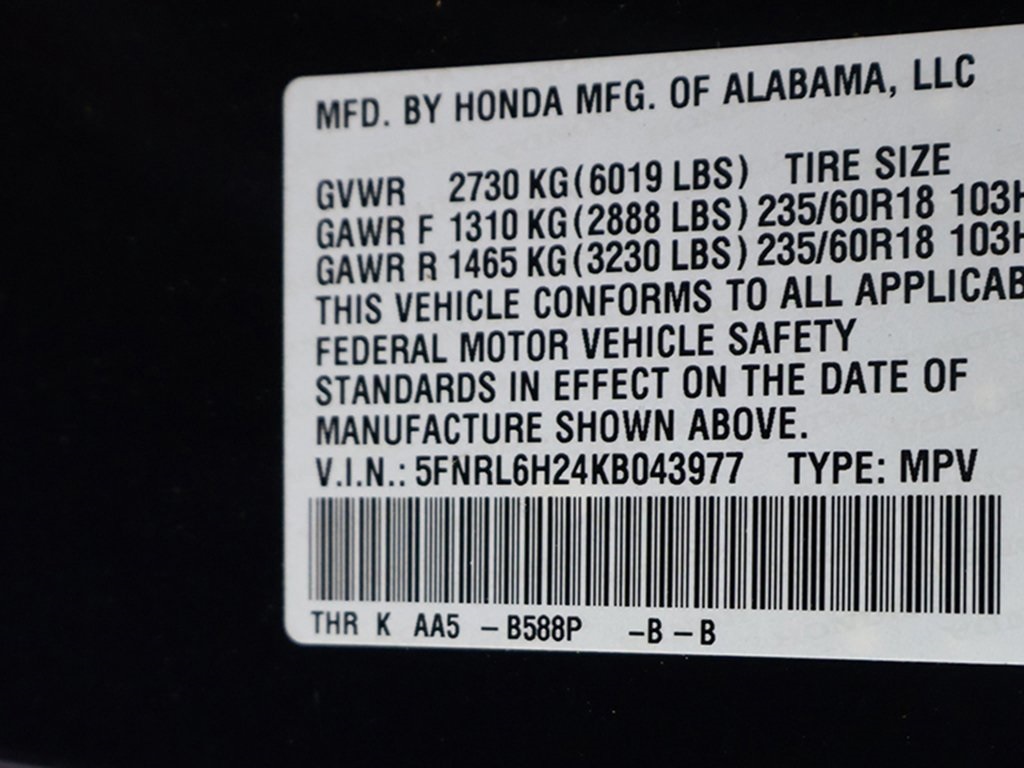 MFD. BY HONDA MFG. OF ALABAMA, LLC
GVWR 2730 KG (6019 LBS) TIRE SIZE
GAWR F 1310 KG (2888 LBS) 235/60R18 103H
GAWR R 1465 KG (3230 LBS) 235/60R18 103H
THIS VEHICLE CONFORMS TO ALL APPLICAB
FEDERAL MOTOR VEHICLE SAFETY
STANDARDS IN EFFECT ON THE DATE OF
MANUFACTURE SHOWN ABOVE.
V.I.N.: 5FNRL6H24KB043977 TYPE: MPV
THR K AA5 – B588P –B – B